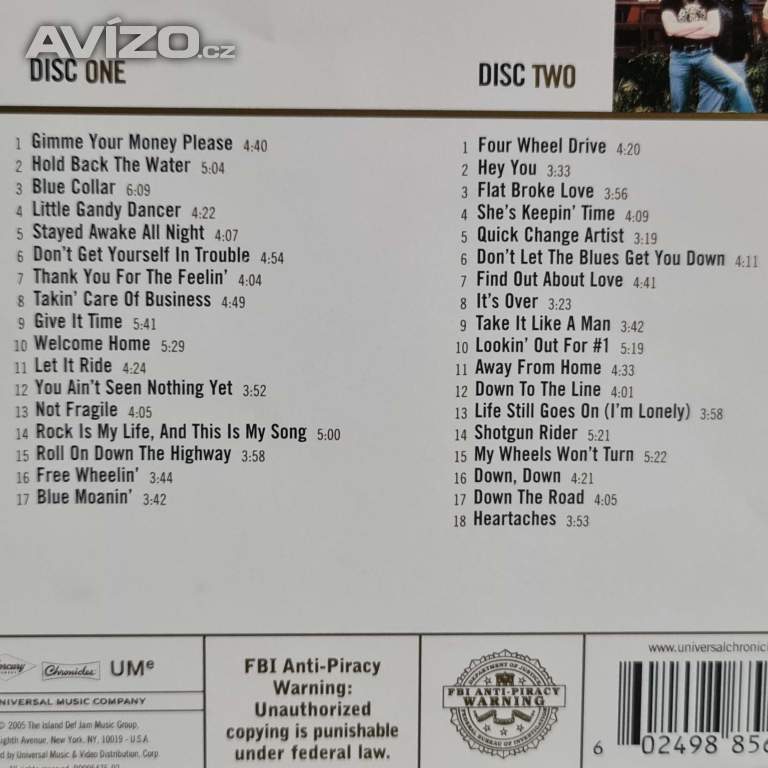 AVÍZO.cz
DISC ONE
1 Gimme Your Money Please 4:40
2 Hold Back The Water 5:04
3 Blue Collar 6:09
4 Little Gandy Dancer 4:22
5 Stayed Awake All Night 4:07
6 Don't Get Yourself In Trouble 4:54
7 Thank You For The Feelin' 4:04
8 Takin' Care Of Business 4:49
9 Give It Time 5:41
10 Welcome Home 5:29
11 Let It Ride 4:24
12 You Ain't Seen Nothing Yet 3:52
13 Not Fragile 4:05
14 Rock Is My Life, And This Is My Song 5:00
15 Roll On Down The Highway 3:58
16 Free Wheelin' 3:44
17 Blue Moanin' 3:42
DISC TWO
1 Four Wheel Drive 4:20
2 Hey You 3:33
3 Flat Broke Love 3:56
4 She's Keepin' Time 4:09
5 Quick Change Artist 3:19
6 Don't Let The Blues Get You Down 4:11
7 Find Out About Love 4:41
8 It's Over 3:23
9 Take It Like A Man 3:42
10 Lookin' Out For #1 5:19
11 Away From Home 4:33
12 Down To The Line 4:01
13 Life Still Goes On (I'm Lonely) 3:58
14 Shotgun Rider 5:21
15 My Wheels Won't Turn 5:22
16 Down, Down 4:21
17 Down The Road 4:05
18 Heartaches 3:53
Chronicles UMe
NIVERSAL MUSIC COMPANY
© 2005 The Island Def Jam Music Group,
ighth Avenue, New York, NY, 10019 - U.S.A.
d by Universal Music & Video Distribution, Corp.
FBI Anti-Piracy
Warning:
Unauthorized
copying is punishable
under federal law.
DEPARTMENT OF JUSTICE
FBI ANTI-PIRACY
WARNING
FEDERAL BUREAU OF INVESTIGATION
www.universalchronic
6 02498 856